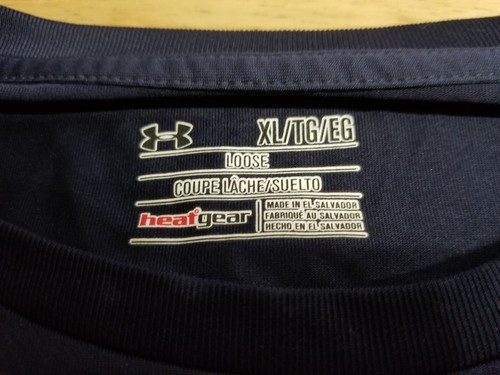 XL/TG/EG
LOOSE
COUPE LÂCHE/SUELTO
heatgear
MADE IN EL SALVADOR
FABRIQUÉ AU SALVADOR
HECHO EN EL SALVADOR